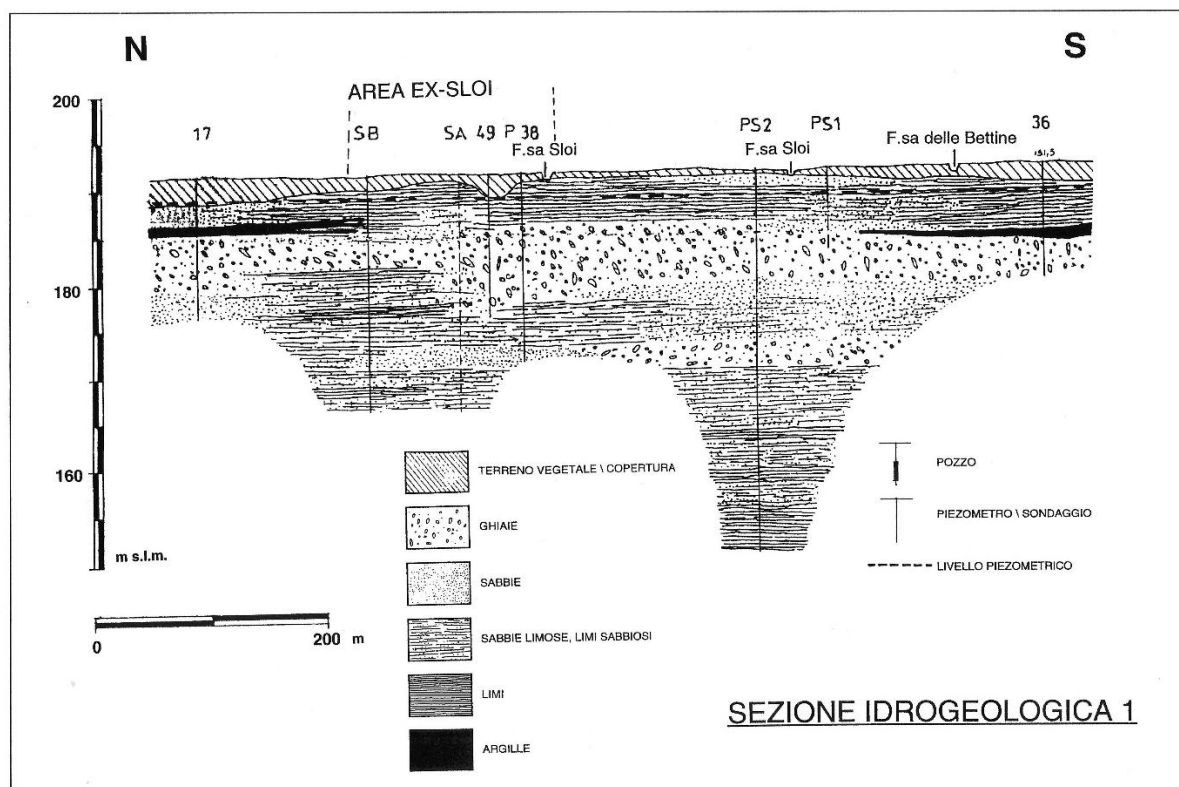 N
S
200
AREA EX-SLOI
17
SB
SA
49
P 38
F.sa Sloi
PS2
F.sa Sloi
PS1
F.sa delle Bettine
36
180
160
m s.l.m.
0
200 m
TERRENO VEGETALE \ COPERTURA
GHIAIE
SABBIE
SABBIE LIMOSE, LIMI SABBIOSI
LIMI
ARGILLE
POZZO
PIEZOMETRO \ SONDAGGIO
LIVELLO PIEZOMETRICO
SEZIONE IDROGEOLOGICA 1